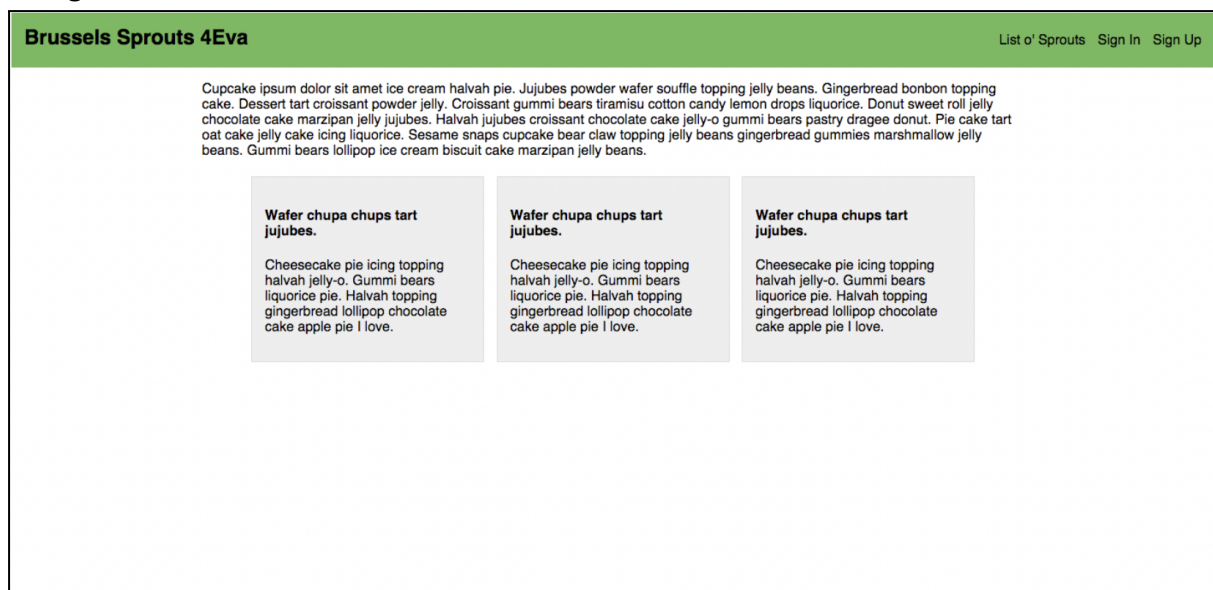 Brussels Sprouts 4Eva
List o' Sprouts Sign In Sign Up
Cupcake ipsum dolor sit amet ice cream halvah pie. Jujubes powder wafer souffle topping jelly beans. Gingerbread bonbon topping
cake. Dessert tart croissant powder jelly. Croissant gummi bears tiramisu cotton candy lemon drops liquorice. Donut sweet roll jelly
chocolate cake marzipan jelly jujubes. Halvah jujubes croissant chocolate cake jelly-o gummi bears pastry dragee donut. Pie cake tart
oat cake jelly cake icing liquorice. Sesame snaps cupcake bear claw topping jelly beans gingerbread gummies marshmallow jelly
beans. Gummi bears lollipop ice cream biscuit cake marzipan jelly beans.
Wafer chupa chups tart
jujubes.
Cheesecake pie icing topping
halvah jelly-o. Gummi bears
liquorice pie. Halvah topping
gingerbread lollipop chocolate
cake apple pie I love.
Wafer chupa chups tart
jujubes.
Cheesecake pie icing topping
halvah jelly-o. Gummi bears
liquorice pie. Halvah topping
gingerbread lollipop chocolate
cake apple pie I love.
Wafer chupa chups tart
jujubes.
Cheesecake pie icing topping
halvah jelly-o. Gummi bears
liquorice pie. Halvah topping
gingerbread lollipop chocolate
cake apple pie I love.